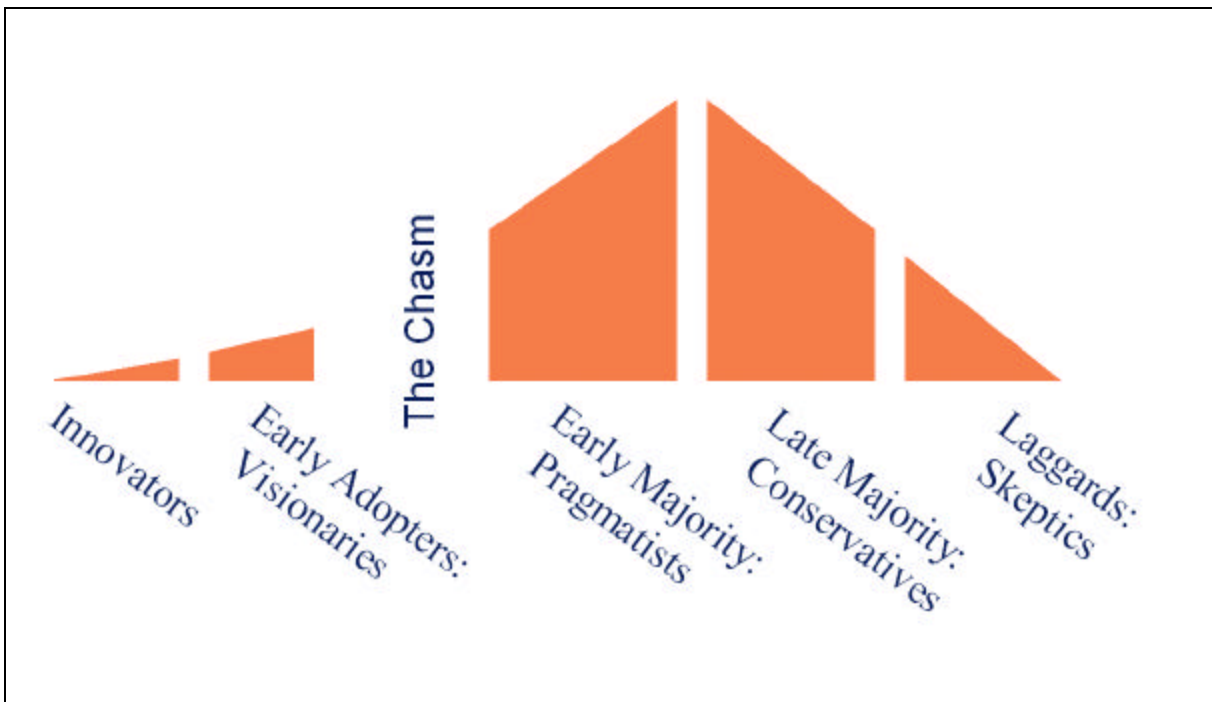 Innovators
Early Adopters:
Visionaries
The Chasm
Early Majority:
Pragmatists
Late Majority:
Conservatives
Laggards:
Skeptics